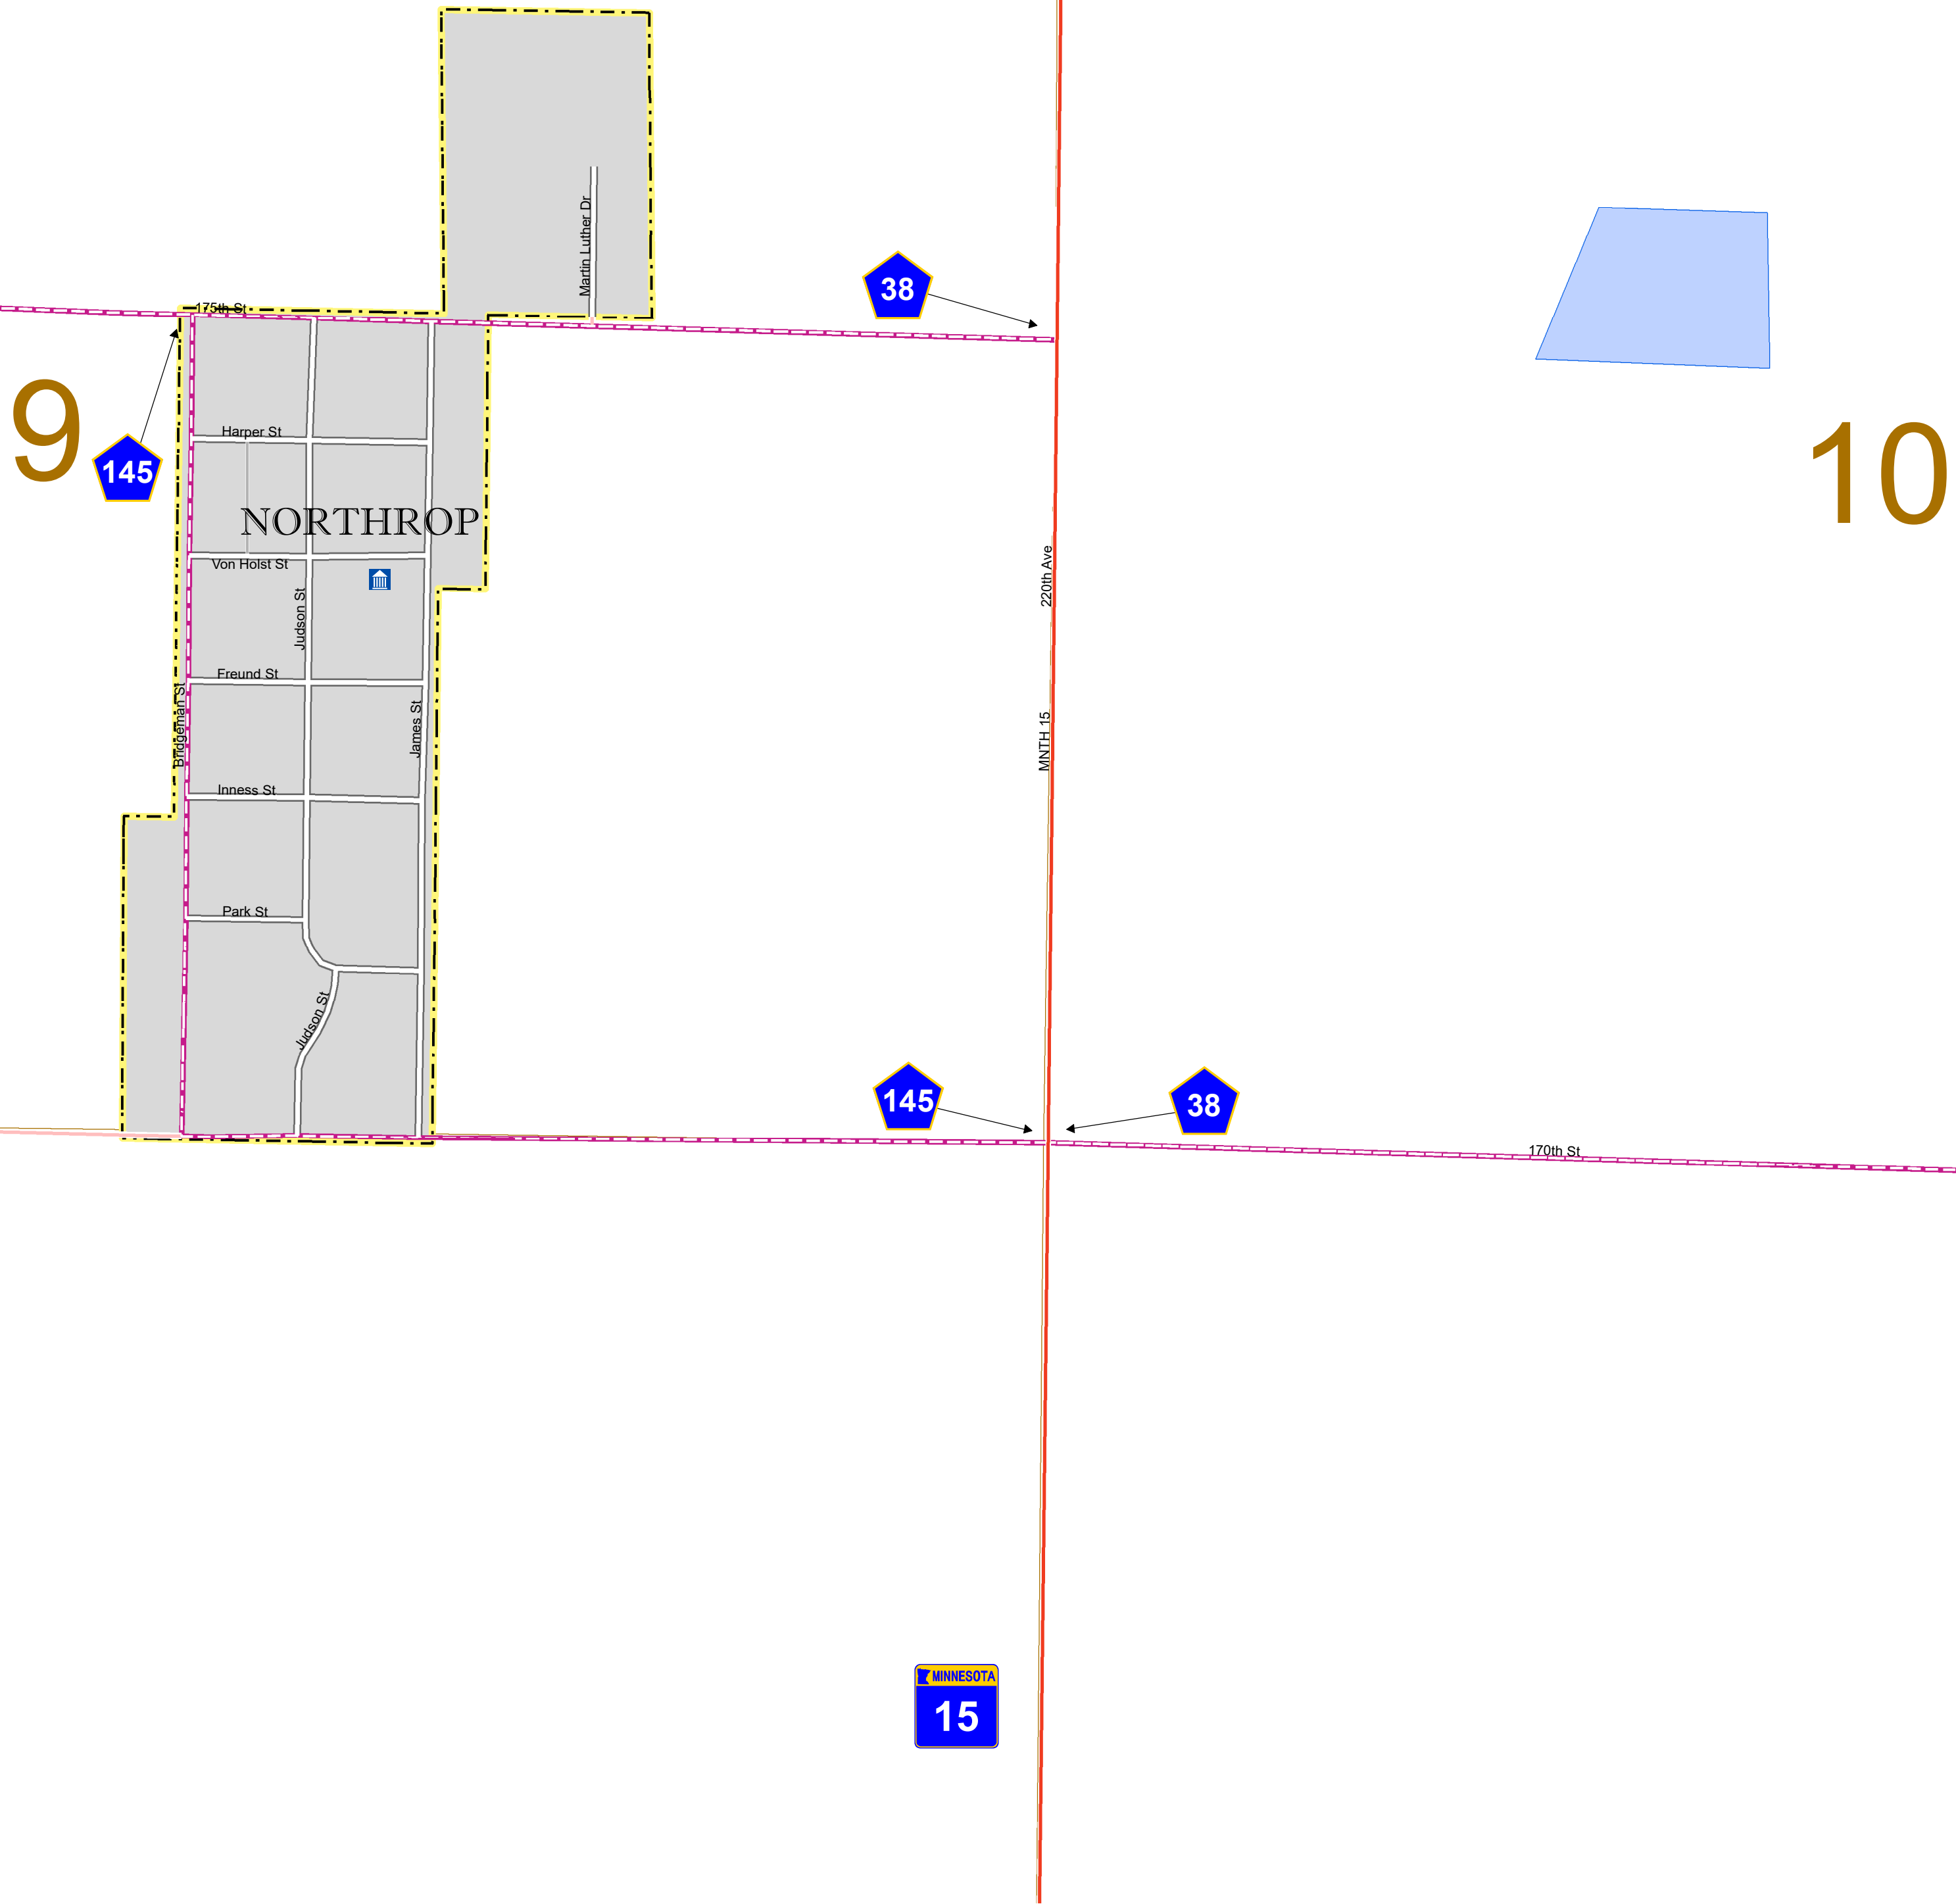 Martin Luther Dr
38
175th St
9
145
10
Harper St
NORTHROP
Von Holst St
220th Ave
Judson St
Freund St
Bridgeman St
James St
MNTH 15
Inness St
Park St
Judson St
145
38
170th St
MINNESOTA
15